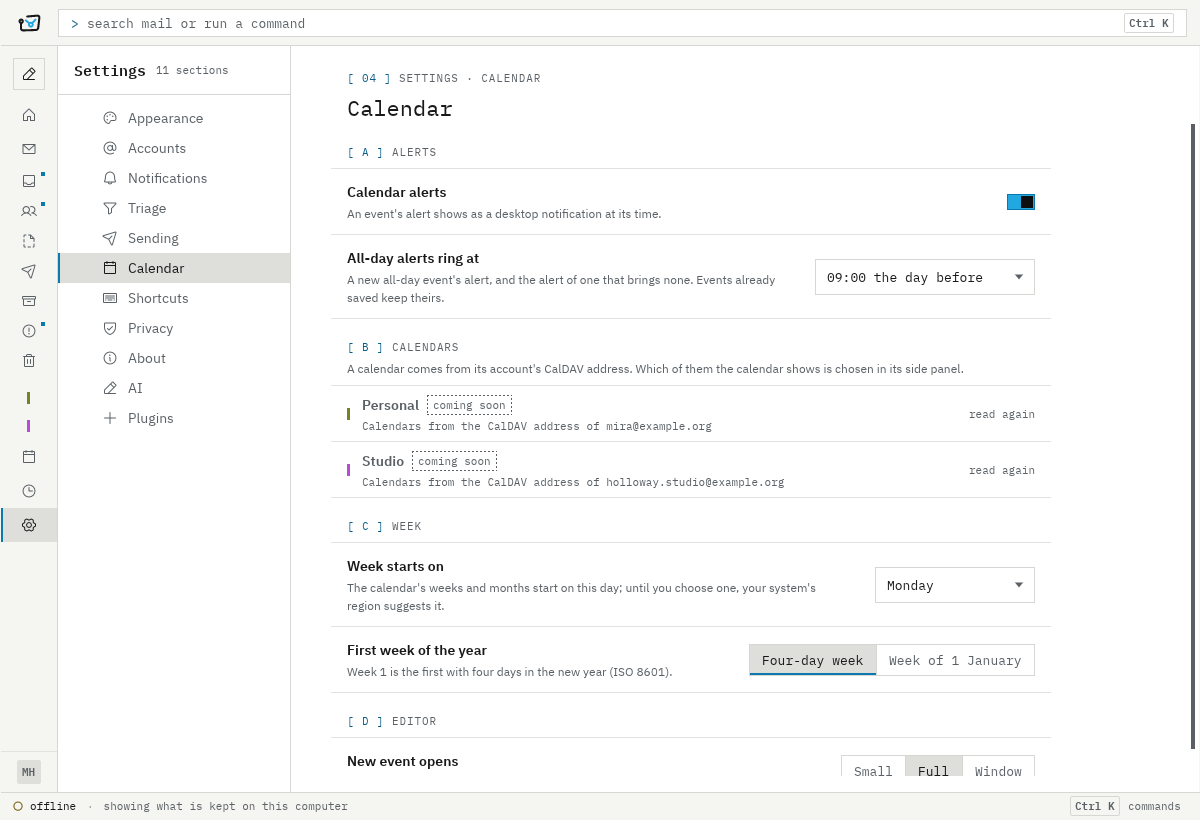 > search mail or run a command
Ctrl K
Settings 11 sections
Appearance
Accounts
Notifications
Triage
Sending
Calendar
Shortcuts
Privacy
About
AI
Plugins
MH
[ 04 ] SETTINGS · CALENDAR
Calendar
[ A ] ALERTS
Calendar alerts
An event's alert shows as a desktop notification at its time.
All-day alerts ring at
A new all-day event's alert, and the alert of one that brings none. Events already
saved keep theirs.
09:00 the day before
[ B ] CALENDARS
A calendar comes from its account's CalDAV address. Which of them the calendar shows is chosen in its side panel.
Personal coming soon
Calendars from the CalDAV address of mira@example.org
read again
Studio coming soon
Calendars from the CalDAV address of holloway.studio@example.org
read again
[ C ] WEEK
Week starts on
The calendar's weeks and months start on this day; until you choose one, your system's
region suggests it.
Monday
First week of the year
Week 1 is the first with four days in the new year (ISO 8601).
Four-day week Week of 1 January
[ D ] EDITOR
New event opens
Small Full Window
offline · showing what is kept on this computer
Ctrl K commands